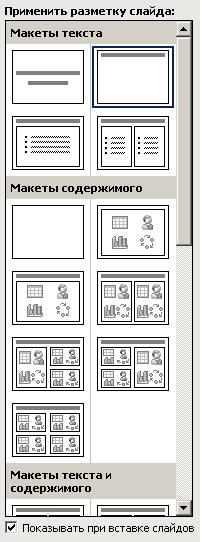 Применить разметку слайда:
Макеты текста
Макеты содержимого
Макеты текста и
содержимого
Показывать при вставке слайдов